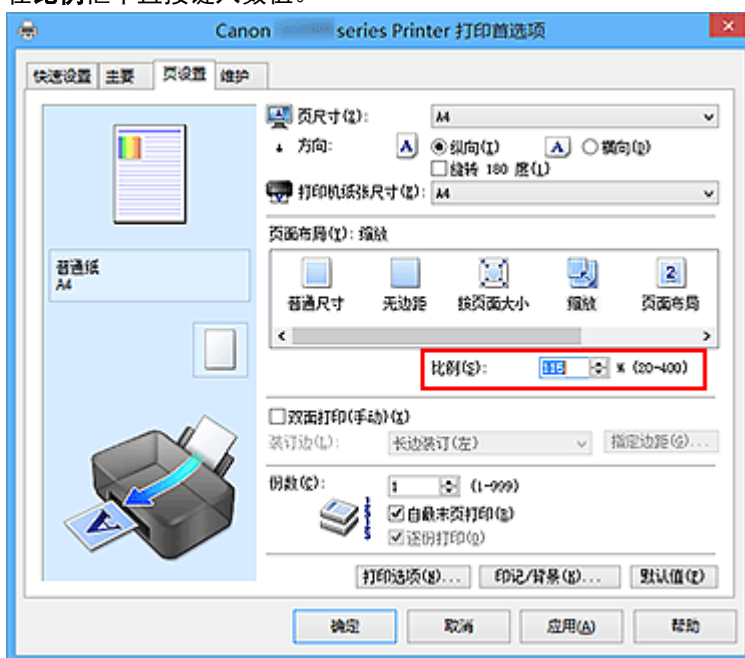 在比例框中直接键入数值。
Canon series Printer 打印首选项
快速设置 主要 页设置 维护
页尺寸(Z): A4
方向: A 纵向(T) A 横向(D)
旋转 180 度(L)
打印机纸张尺寸(E): A4
页面布局(Y): 缩放
普通尺寸 无边距 按页面大小 缩放 页面布局
普通纸
A4
比例(S): 116 % (20-400)
双面打印(手动)(X)
装订边(L): 长边装订(左) 指定边距(G)...
份数(C): 1 (1-999)
自最末页打印(S)
逐份打印(O)
打印选项(N)... 印记/背景(K)... 默认值(F)
确定 取消 应用(A) 帮助